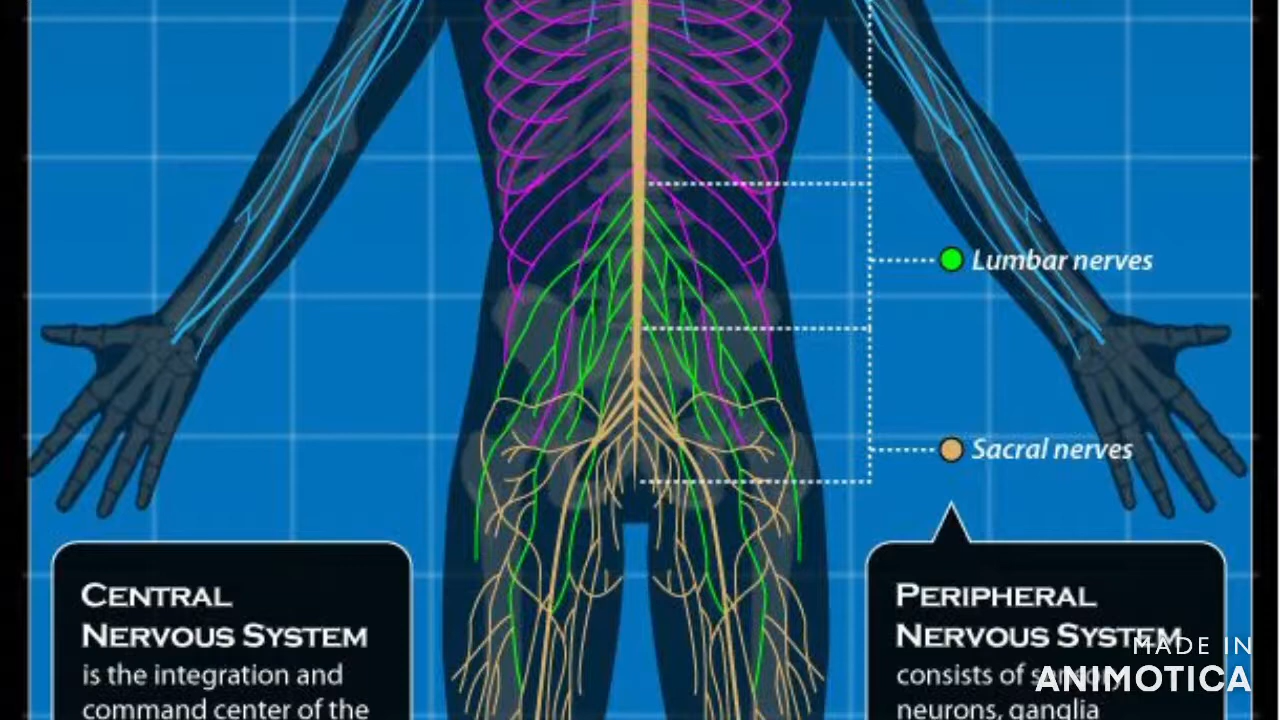 Lumbar nerves
Sacral nerves
CENTRAL
NERVOUS SYSTEM
is the integration and
command center of the
PERIPHERAL
NERVOUS SYSTEM
consists of sensory
neurons, ganglia
MADE IN
ANIMOTICA